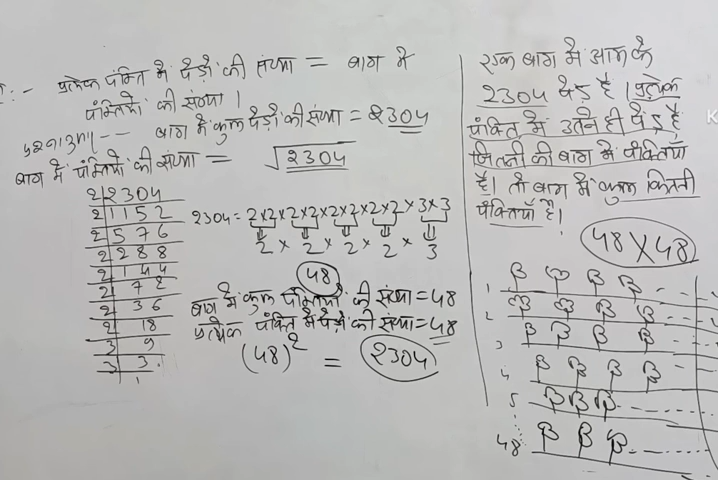 :- प्रत्येक पंक्ति में पेड़ों की संख्या = बाग में
पंक्तियों की संख्या।
बाग में कुल पेड़ों की संख्या = 2304
बाग में पंक्तियों की संख्या = √2304
2|2304
2|1152
2|576
2|288
2|144
2|72
2|36
2|18
3|9
3|3
1
2304 = 2×2×2×2×2×2×2×2×3×3
2 × 2 × 2 × 2 × 3
48
बाग में कुल पंक्तियों की संख्या = 48
प्रत्येक पंक्ति में पेड़ों की संख्या = 48
(48)² = 2304
एक बाग में आम के
2304 पेड़ है। प्रत्येक
पंक्ति में उतने ही पेड़ है,
जितनी की बाग में पंक्तियाँ
है। तो बाग में कुल कितनी
पंक्तियाँ है।
48×48
1
2
3
4
5
48